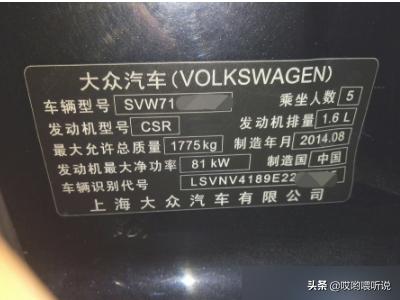 大众汽车(VOLKSWAGEN)
车辆型号 SVW71 乘坐人数 5
发动机型号 CSR 发动机排量 1.6 L
最大允许总质量 1775kg 制造年月 2014.08
发动机最大净功率 81 kW 制造国 中国
车辆识别代号 LSVNV4189E22
上海大众汽车有限公司
头条 @哎哟喂听说